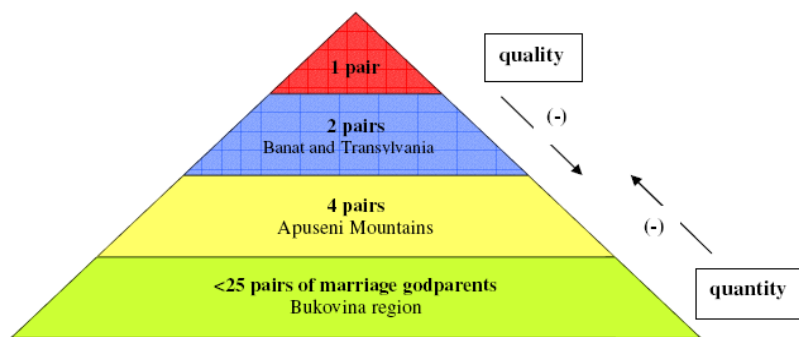 1 pair
quality
(-)
2 pairs
Banat and Transylvania
4 pairs
Apuseni Mountains
(-)
<25 pairs of marriage godparents
Bukovina region
quantity